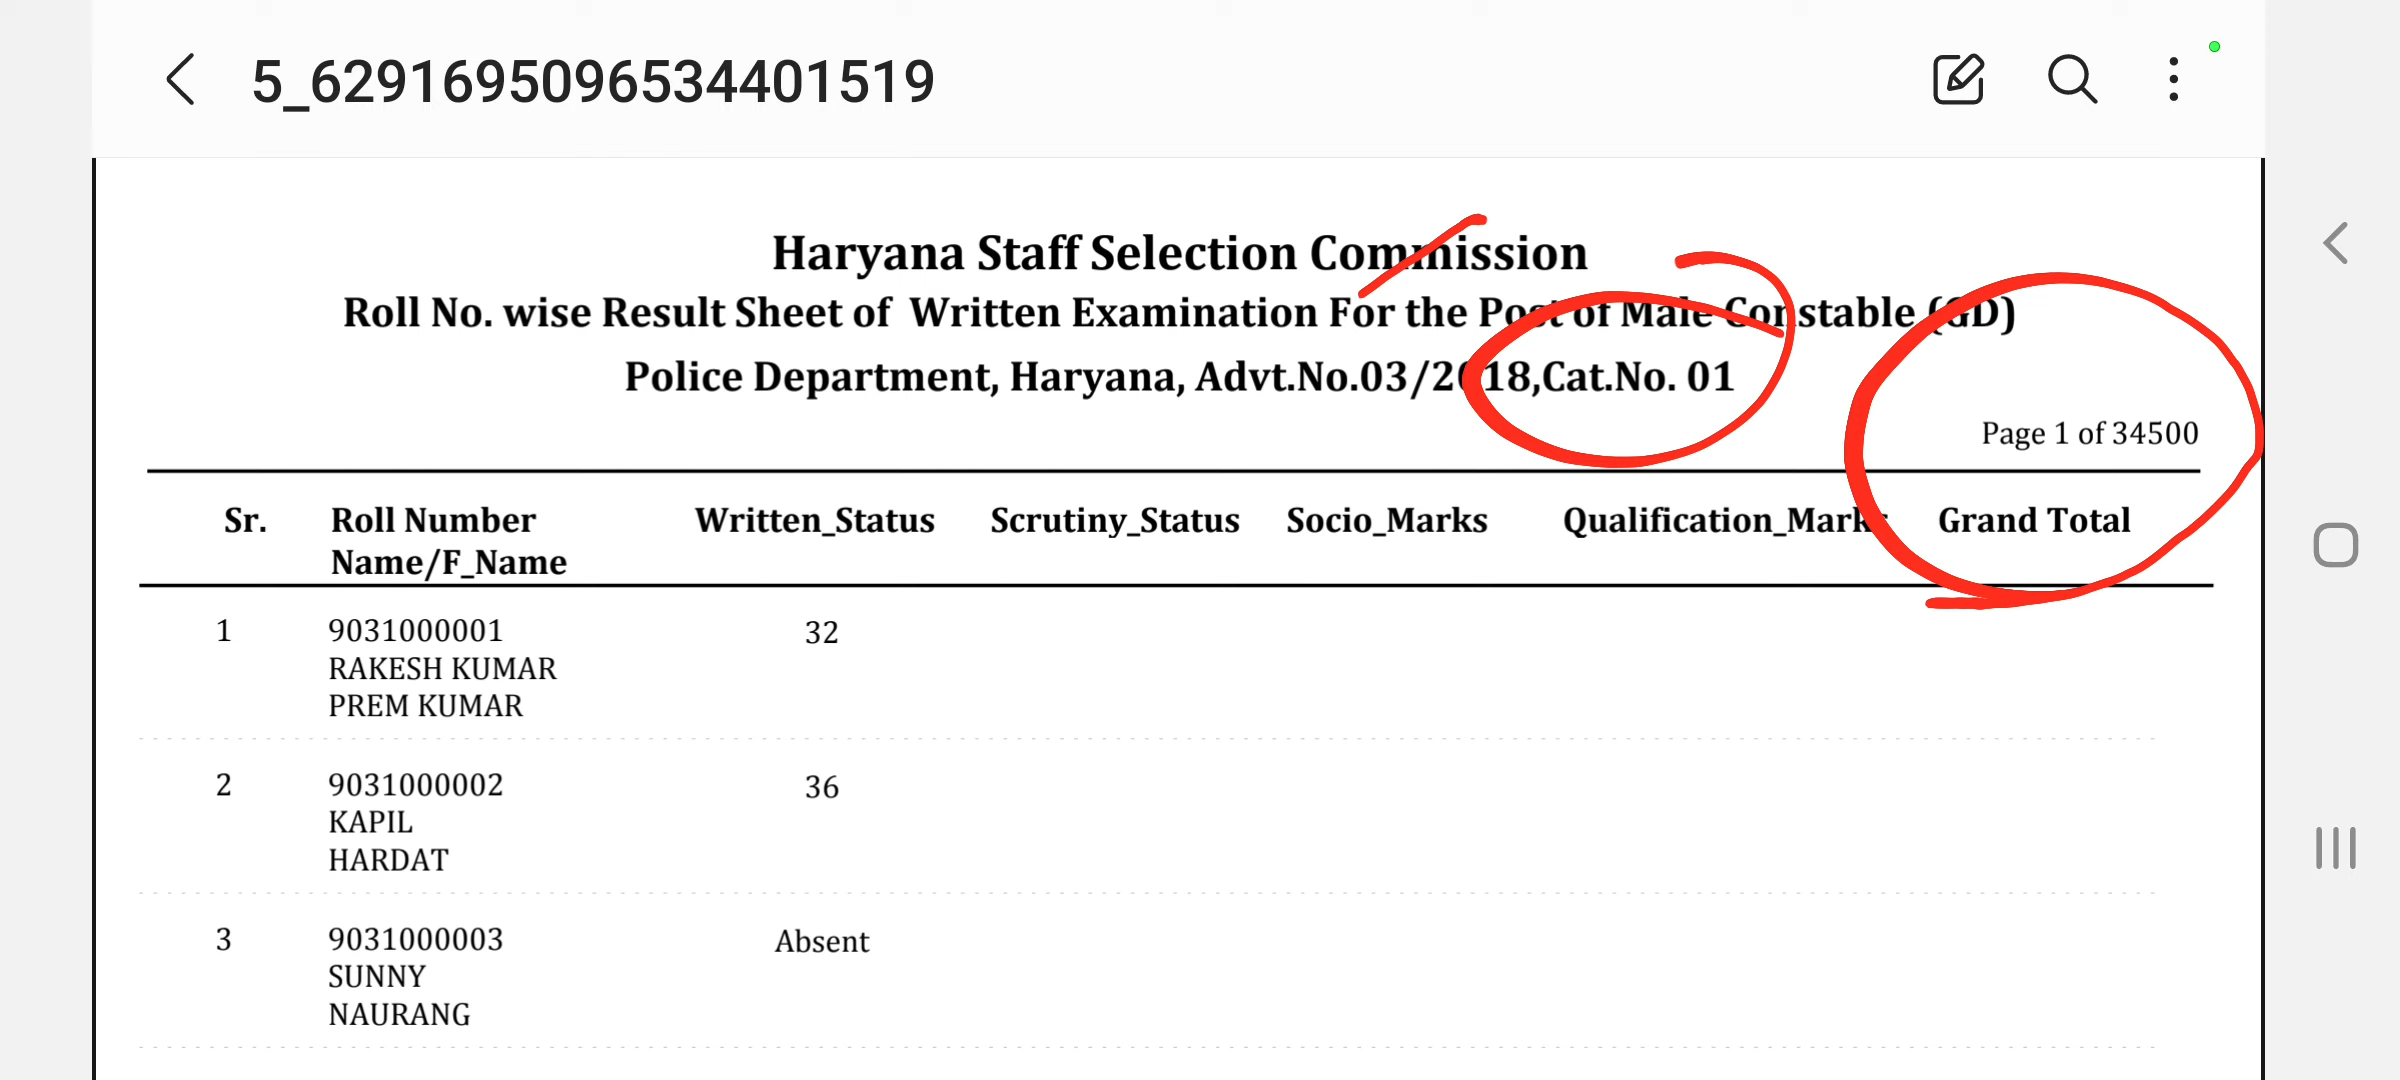 5_6291695096534401519
Haryana Staff Selection Commission
Roll No. wise Result Sheet of Written Examination For the Post of Male Constable (GD)
Police Department, Haryana, Advt.No.03/2018,Cat.No. 01
Page 1 of 34500
Sr. Roll Number Written_Status Scrutiny_Status Socio_Marks Qualification_Marks Grand Total
Name/F_Name
1 9031000001 32
RAKESH KUMAR
PREM KUMAR
2 9031000002 36
KAPIL
HARDAT
3 9031000003 Absent
SUNNY
NAURANG